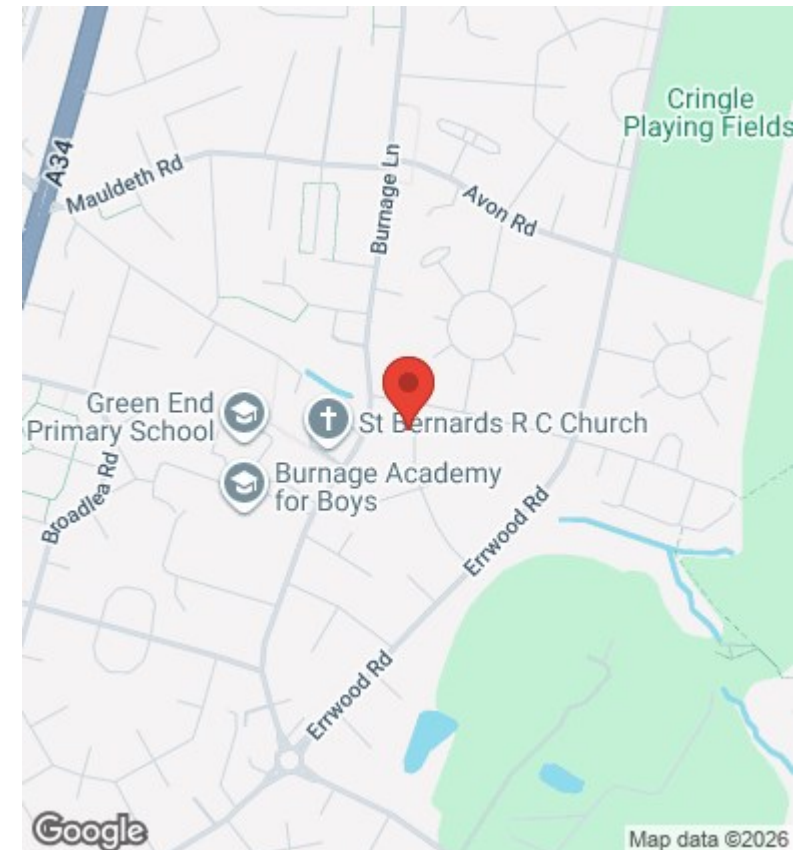 Cringle
Playing Fields
A34
Mauldeth Rd
Burnage Ln
Avon Rd
Green End
Primary School
St Bernards R C Church
Burnage Academy
for Boys
Broadlea Rd
Errwood Rd
Errwood Rd
Google
Map data ©2026